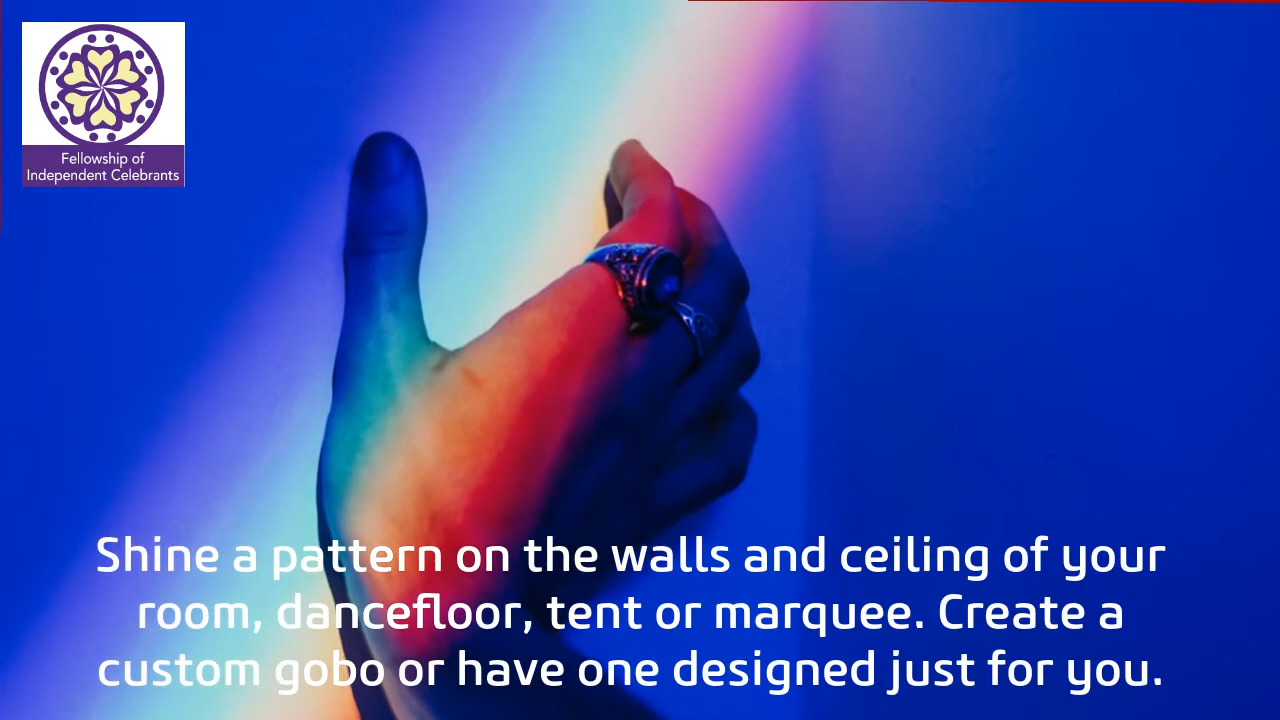 Fellowship of
Independent Celebrants
Shine a pattern on the walls and ceiling of your
room, dancefloor, tent or marquee. Create a
custom gobo or have one designed just for you.